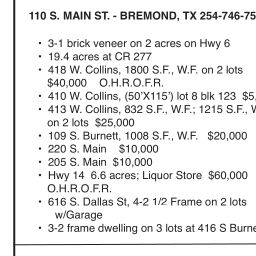 110 S. MAIN ST. - BREMOND, TX 254-746-75
• 3-1 brick veneer on 2 acres on Hwy 6
• 19.4 acres at CR 277
• 418 W. Collins, 1800 S.F., W.F. on 2 lots
$40,000 O.H.R.O.F.R.
• 410 W. Collins, (50'X115') lot 8 blk 123 $5,
• 413 W. Collins, 832 S.F., W.F.; 1215 S.F., W
on 2 lots $25,000
• 109 S. Burnett, 1008 S.F., W.F. $20,000
• 220 S. Main $10,000
• 205 S. Main $10,000
• Hwy 14 6.6 acres; Liquor Store $60,000
O.H.R.O.F.R.
• 616 S. Dallas St, 4-2 1/2 Frame on 2 lots
w/Garage
• 3-2 frame dwelling on 3 lots at 416 S Burne